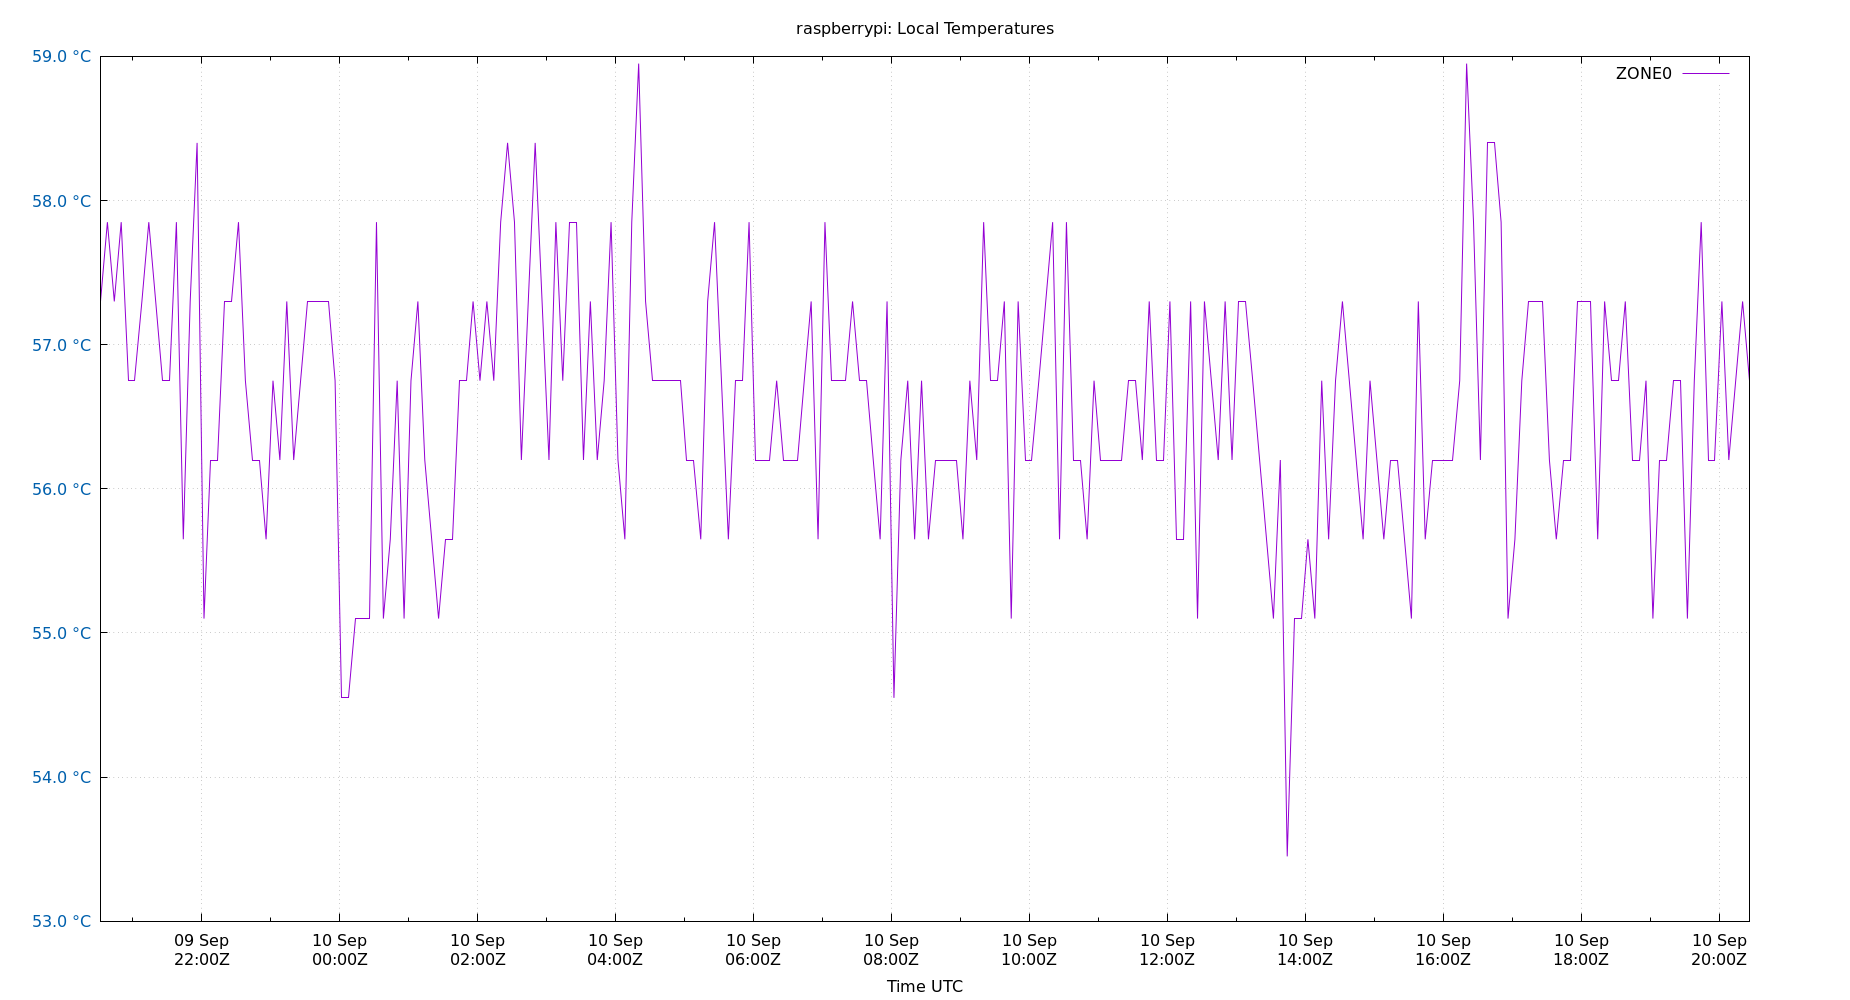 raspberrypi: Local Temperatures
59.0 °C
ZONE0
58.0 °C
57.0 °C
56.0 °C
55.0 °C
54.0 °C
53.0 °C
09 Sep 10 Sep 10 Sep 10 Sep 10 Sep 10 Sep 10 Sep 10 Sep 10 Sep 10 Sep 10 Sep 10 Sep
22:00Z 00:00Z 02:00Z 04:00Z 06:00Z 08:00Z 10:00Z 12:00Z 14:00Z 16:00Z 18:00Z 20:00Z
Time UTC